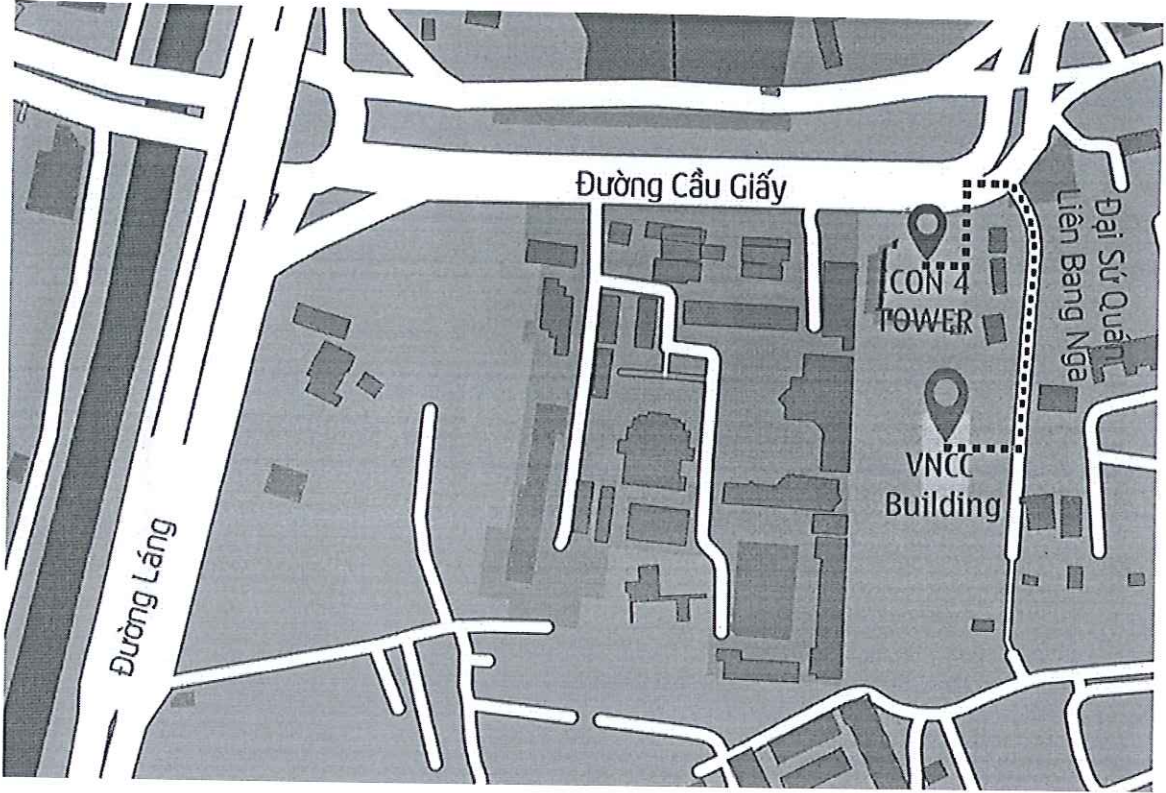 Đường Cầu Giấy
ICON 4
TOWER
Đại Sứ Quán
Liên Bang Nga
VNCC
Building
Đường Láng